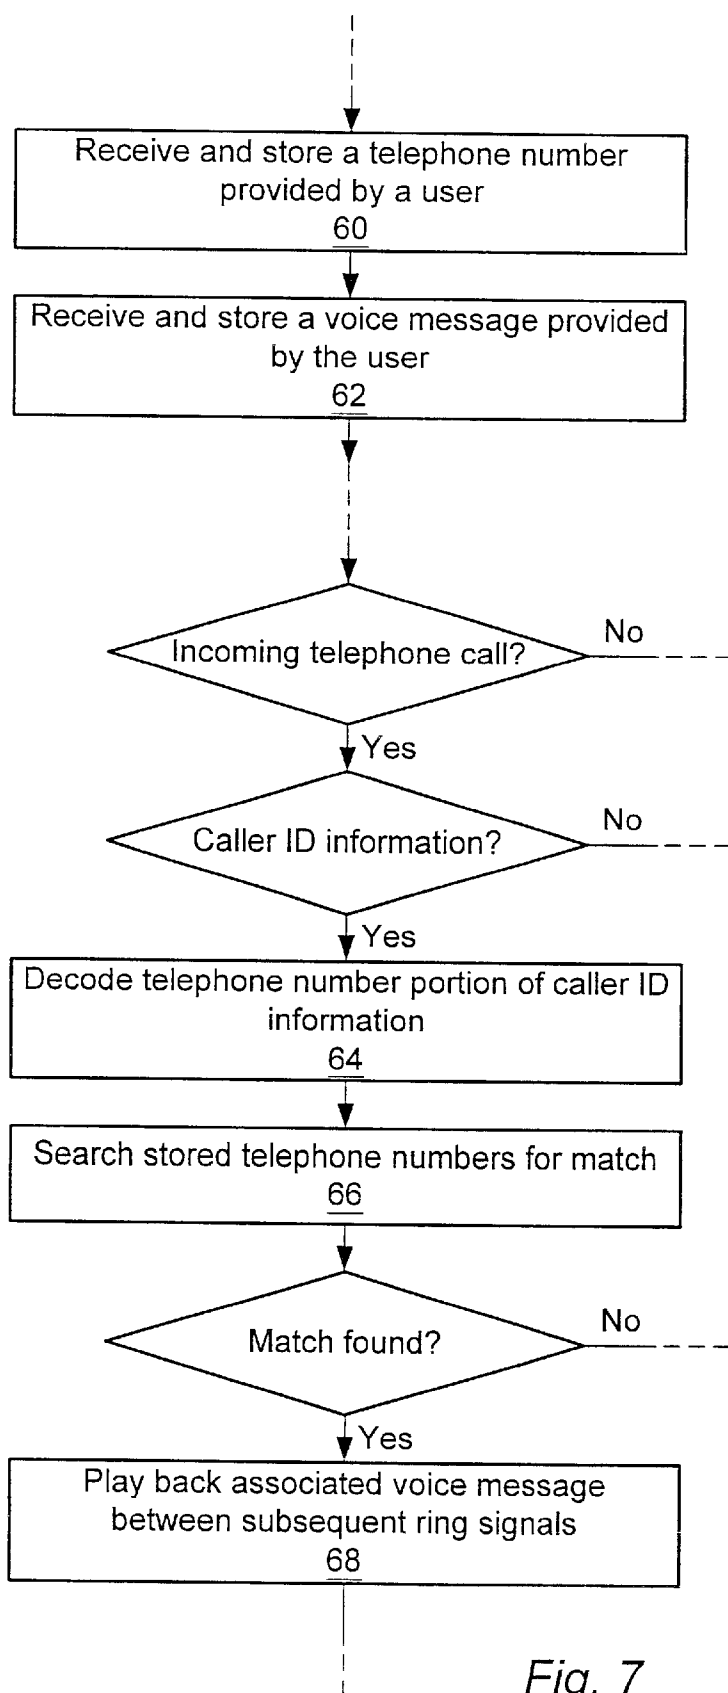 Receive and store a telephone number
provided by a user
60
Receive and store a voice message provided
by the user
62
Incoming telephone call?
No
Yes
Caller ID information?
No
Yes
Decode telephone number portion of caller ID
information
64
Search stored telephone numbers for match
66
Match found?
No
Yes
Play back associated voice message
between subsequent ring signals
68
Fig. 7